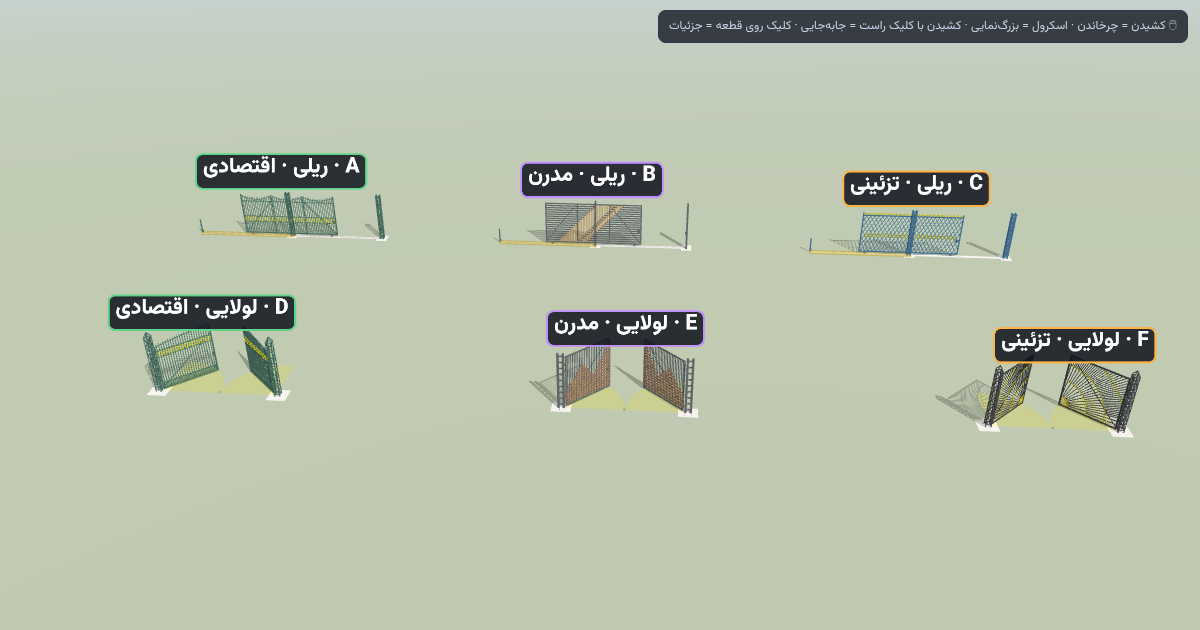 کشیدن = چرخاندن · اسکرول = بزرگ‌نمایی · کشیدن با کلیک راست = جابه‌جایی · کلیک روی قطعه = جزئیات
A · ریلی · اقتصادی
B · ریلی · مدرن
C · ریلی · تزئینی
D · لولایی · اقتصادی
E · لولایی · مدرن
F · لولایی · تزئینی